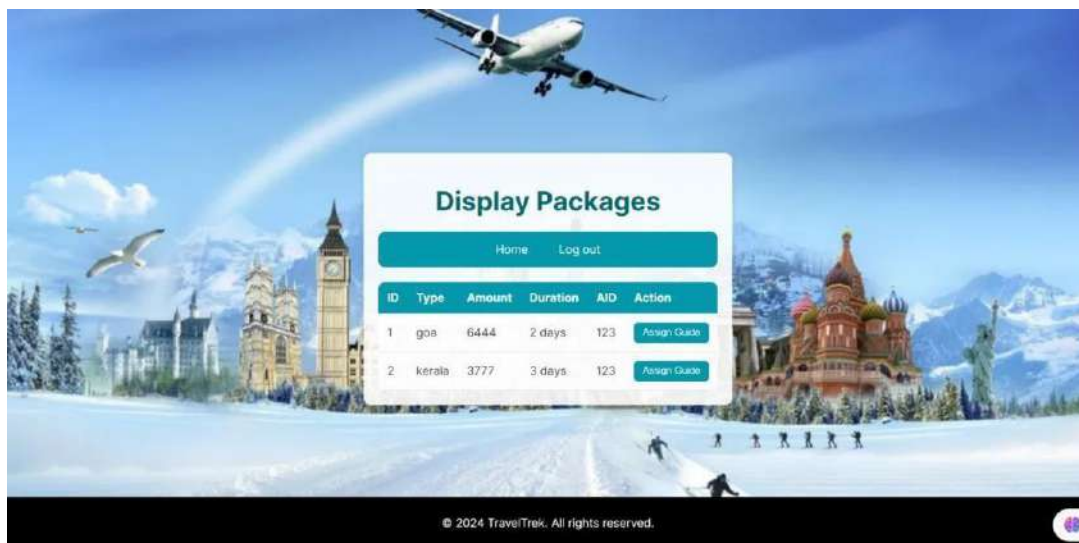 Display Packages
Home Log out
ID Type Amount Duration AID Action
1 goa 6444 2 days 123 Assign Guide
2 kerala 3777 3 days 123 Assign Guide
© 2024 TravelTrek. All rights reserved.